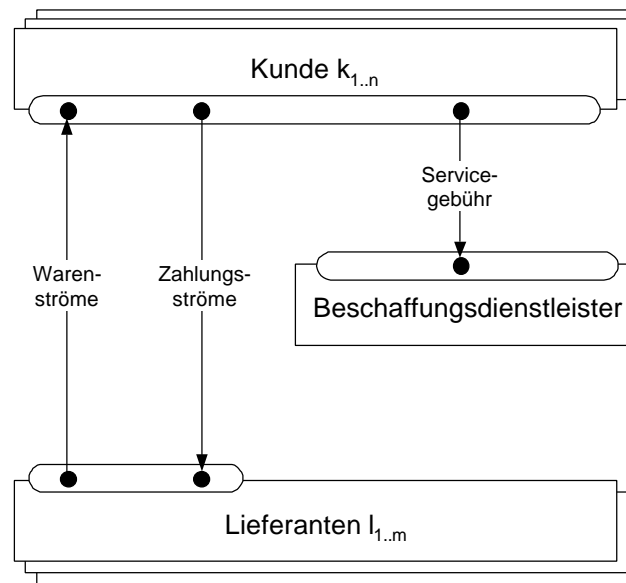 Kunde k1..n
Service-
gebühr
Waren-
ströme
Zahlungs-
ströme
Beschaffungsdienstleister
Lieferanten l1..m